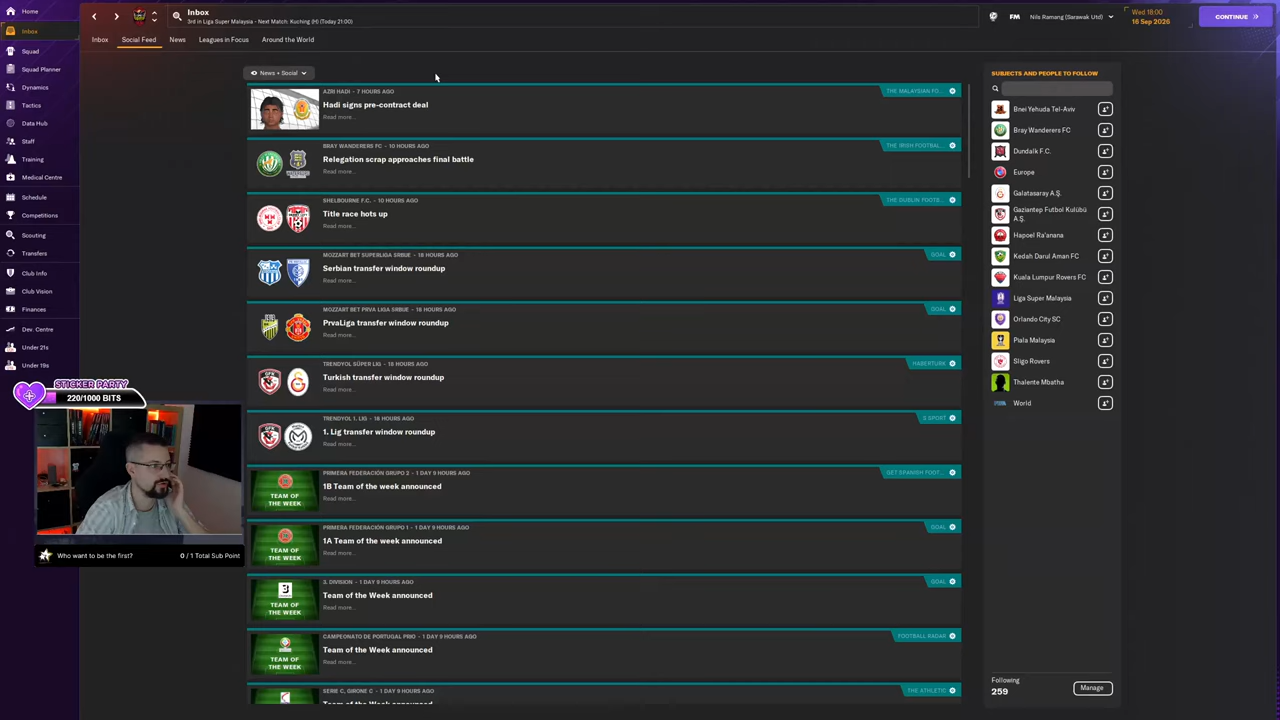 Home
Inbox
Squad
Squad Planner
Dynamics
Tactics
Data Hub
Staff
Training
Medical Centre
Schedule
Competitions
Scouting
Transfers
Club Info
Club Vision
Finances
Dev. Centre
Under 21s
Under 19s
Inbox
3rd in Liga Super Malaysia - Next Match: Kuching (H) (Today 21:00)
FM
Nils Ramang (Sarawak Utd)
Wed 18:00
16 Sep 2026
CONTINUE
Inbox
Social Feed
News
Leagues in Focus
Around the World
News + Social
AZRI HADI - 7 HOURS AGO
THE MALAYSIAN FO...
Hadi signs pre-contract deal
Read more...
BRAY WANDERERS FC - 10 HOURS AGO
THE IRISH FOOTBAL...
Relegation scrap approaches final battle
Read more...
SHELBOURNE F.C. - 10 HOURS AGO
THE DUBLIN FOOTB...
Title race hots up
Read more...
MOZZART BET SUPERLIGA SRBIJE - 18 HOURS AGO
GOAL
Serbian transfer window roundup
Read more...
MOZZART BET PRVA LIGA SRBIJE - 18 HOURS AGO
GOAL
PrvaLiga transfer window roundup
Read more...
TRENDYOL SÜPER LIG - 18 HOURS AGO
HABERTURK
Turkish transfer window roundup
Read more...
TRENDYOL 1. LIG - 18 HOURS AGO
S SPORT
1. Lig transfer window roundup
Read more...
PRIMERA FEDERACIÓN GRUPO 2 - 1 DAY 9 HOURS AGO
GET SPANISH FOOT...
TEAM OF
THE WEEK
1B Team of the week announced
Read more...
PRIMERA FEDERACIÓN GRUPO 1 - 1 DAY 9 HOURS AGO
GOAL
TEAM OF
THE WEEK
1A Team of the week announced
Read more...
3. DIVISION - 1 DAY 9 HOURS AGO
GOAL
TEAM OF
THE WEEK
Team of the Week announced
Read more...
CAMPEONATO DE PORTUGAL PRIO - 1 DAY 9 HOURS AGO
FOOTBALL RADAR
TEAM OF
THE WEEK
Team of the Week announced
Read more...
SERIE C, GIRONE C - 1 DAY 9 HOURS AGO
THE ATHLETIC
Team of the Week announced
SUBJECTS AND PEOPLE TO FOLLOW
Bnei Yehuda Tel-Aviv
Bray Wanderers FC
Dundalk F.C.
Europe
Galatasaray A.Ş.
Gaziantep Futbol Kulübü
A.Ş.
Hapoel Ra'anana
Kedah Darul Aman FC
Kuala Lumpur Rovers FC
Liga Super Malaysia
Orlando City SC
Piala Malaysia
Sligo Rovers
Thalente Mbatha
World
Following
259
Manage
STICKER PARTY
220/1000 BITS
Who want to be the first?
0 / 1 Total Sub Point